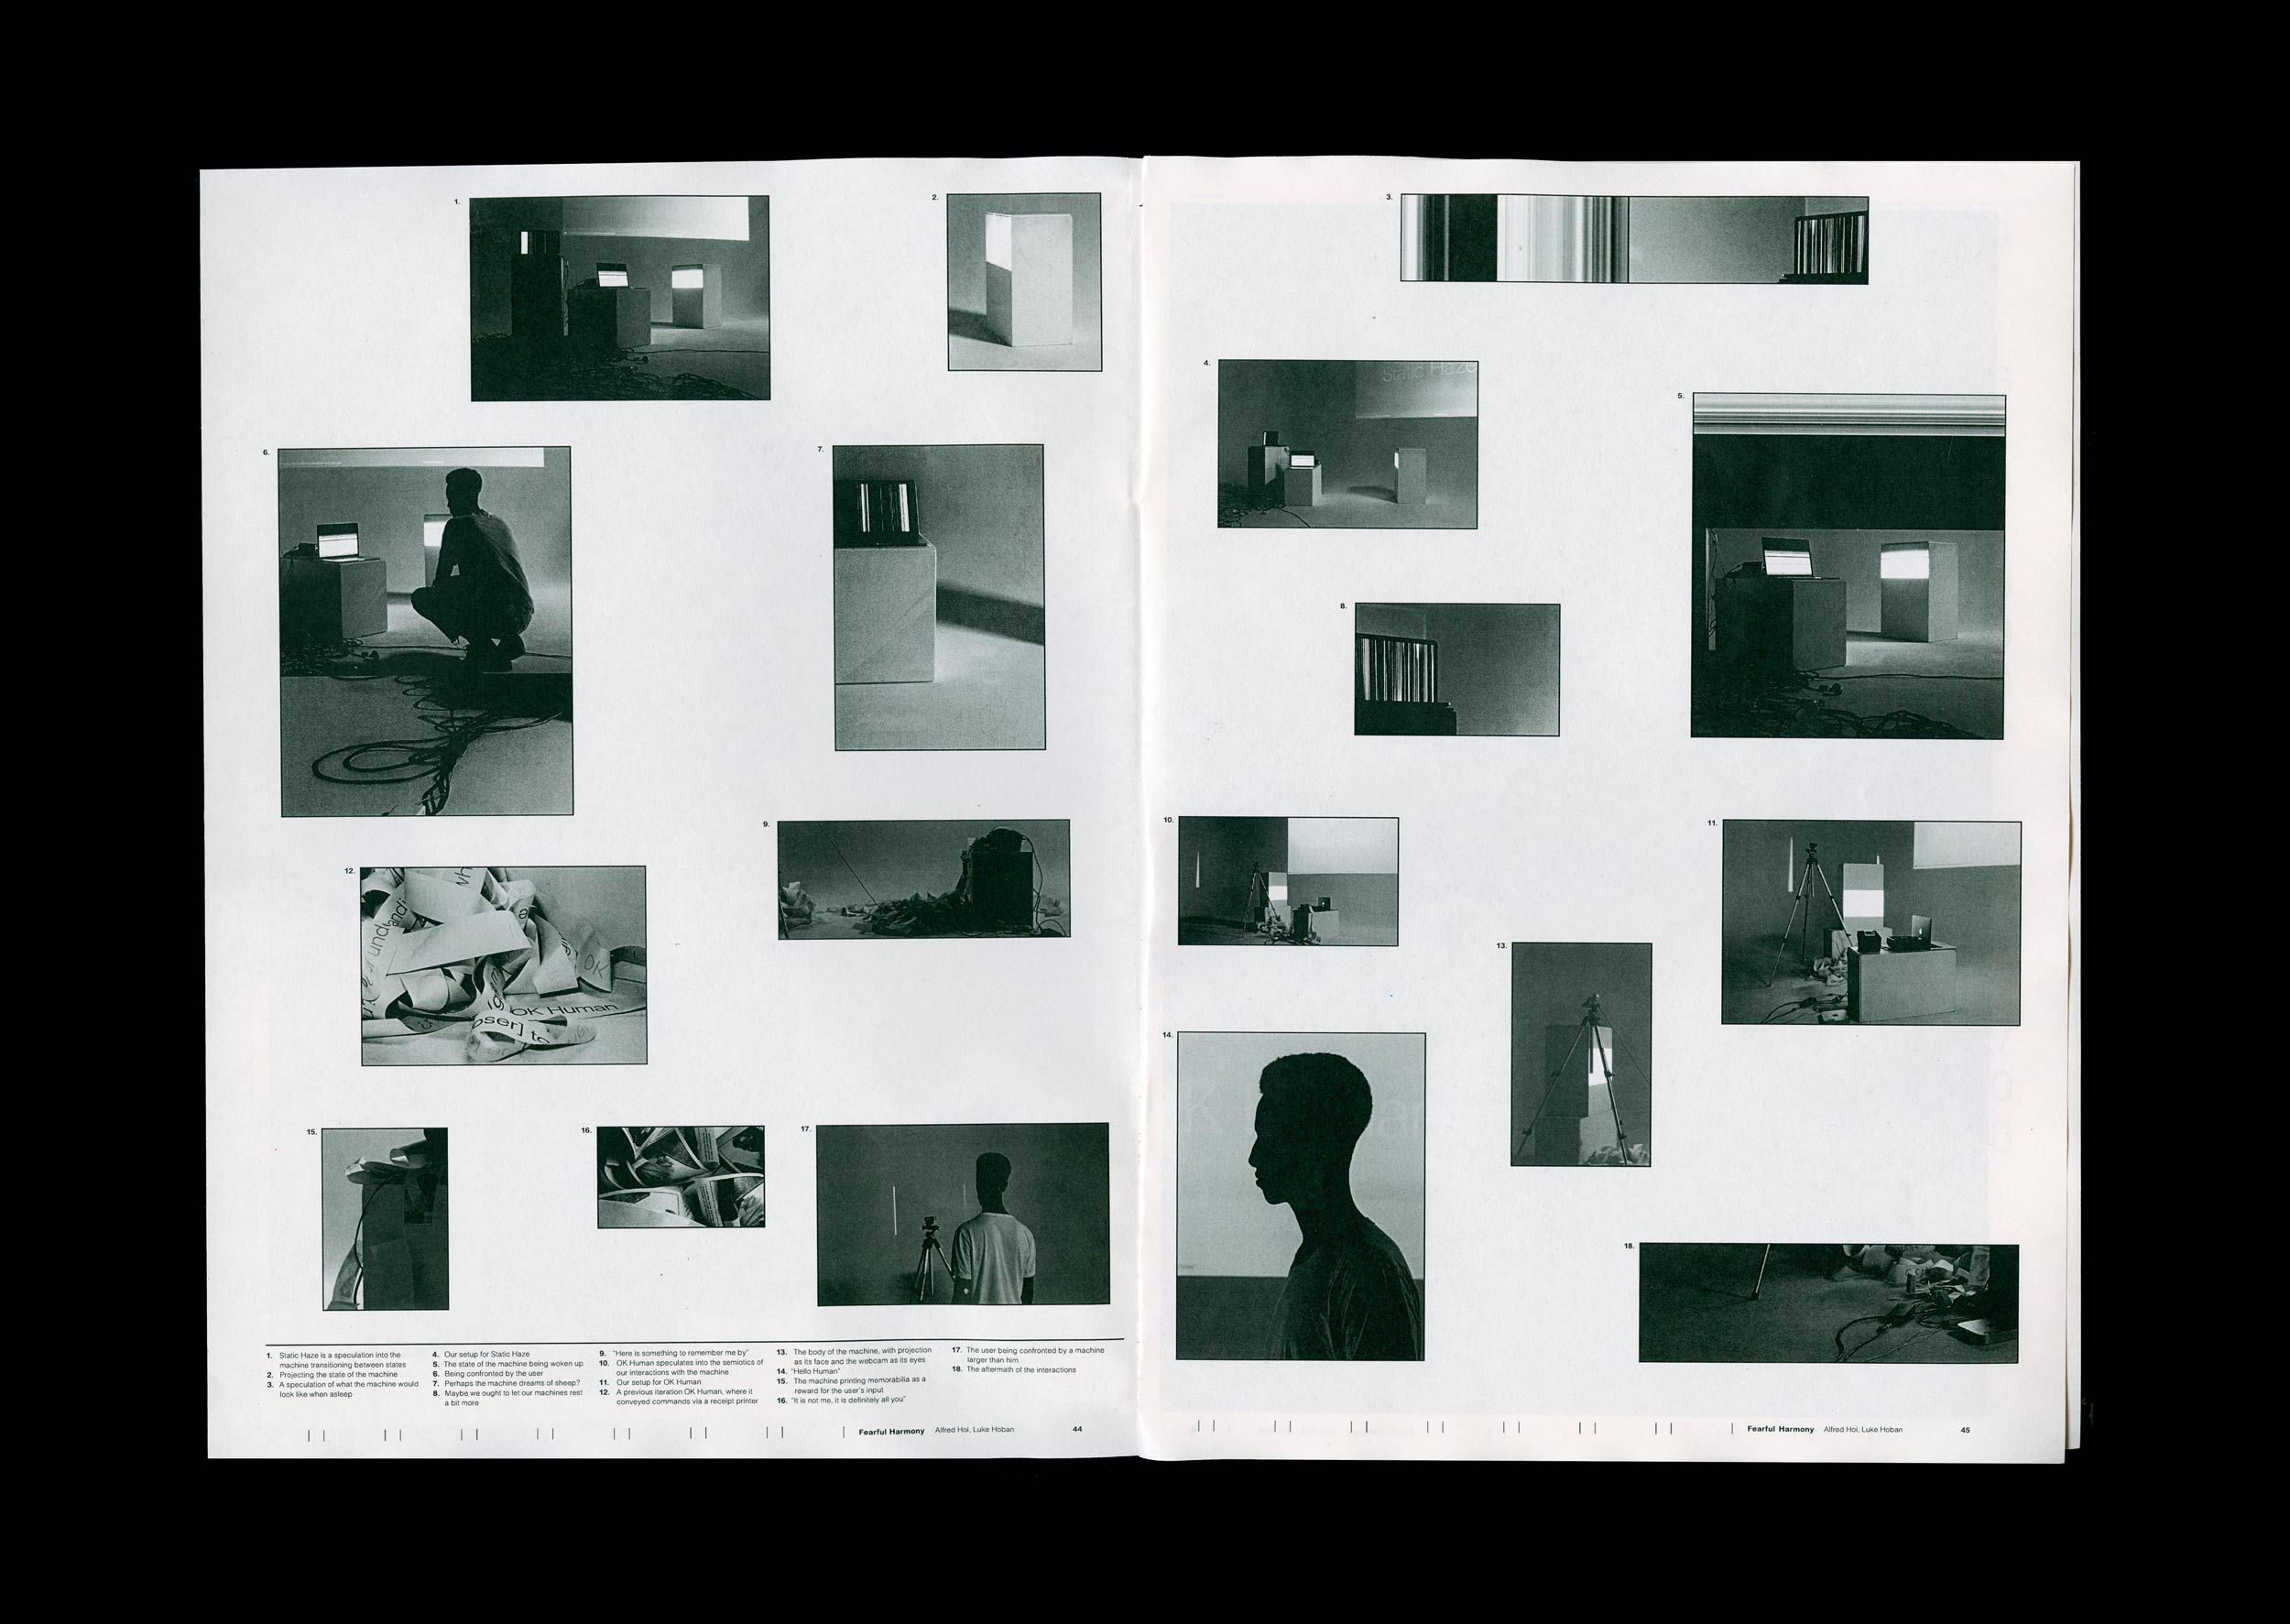 1.
2.
3.
4.
Static Haze
5.
6.
7.
8.
9.
10.
11.
12.
OK
OK Human
13.
14.
15.
16.
17.
18.
1. Static Haze is a speculation into the
machine transitioning between states
2. Projecting the state of the machine
3. A speculation of what the machine would
look like when asleep
4. Our setup for Static Haze
5. The state of the machine being woken up
6. Being confronted by the user
7. Perhaps the machine dreams of sheep?
8. Maybe we ought to let our machines rest
a bit more
9. "Here is something to remember me by"
10. OK Human speculates into the semiotics of
our interactions with the machine
11. Our setup for OK Human
12. A previous iteration OK Human, where it
conveyed commands via a receipt printer
13. The body of the machine, with projection
as its face and the webcam as its eyes
14. "Hello Human"
15. The machine printing memorabilia as a
reward for the user's input
16. "It is not me, it is definitely all you"
17. The user being confronted by a machine
larger than him
18. The aftermath of the interactions
Fearful Harmony Alfred Hoi, Luke Hoban 44
Fearful Harmony Alfred Hoi, Luke Hoban 45